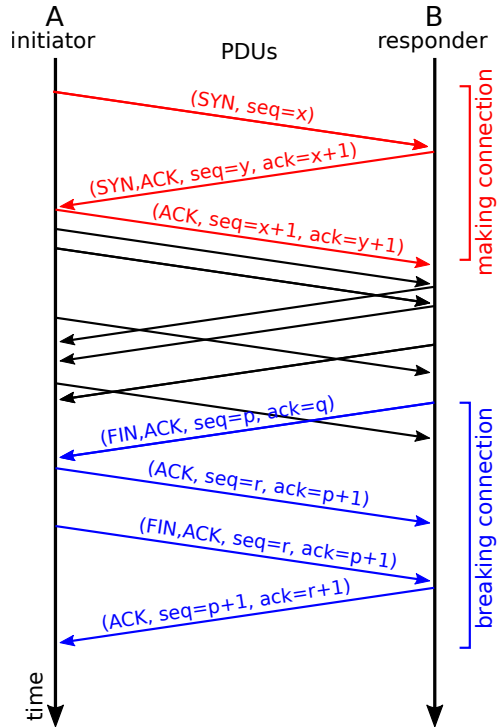 A
initiator
PDUs
B
responder
(SYN, seq=x)
(SYN,ACK, seq=y, ack=x+1)
(ACK, seq=x+1, ack=y+1)
making connection
(FIN,ACK, seq=p, ack=q)
(ACK, seq=r, ack=p+1)
(FIN,ACK, seq=r, ack=p+1)
(ACK, seq=p+1, ack=r+1)
breaking connection
time